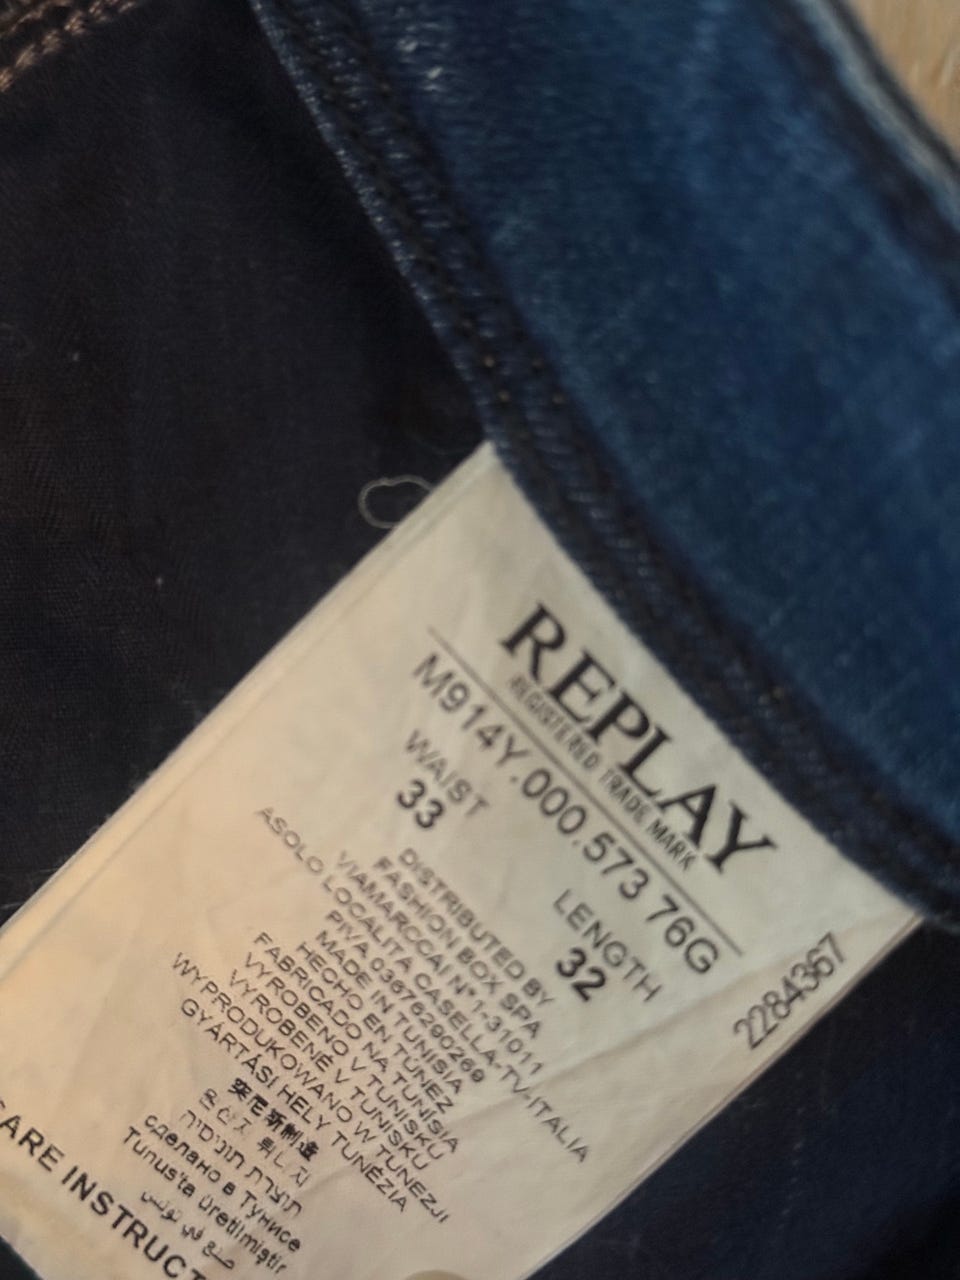 REPLAY
REGISTERED TRADE MARK
M914Y.000.573 76G
WAIST LENGTH
33 32
2284367
DISTRIBUTED BY
FASHION BOX SPA
VIAMARCCAI N°1-31011
ASOLO LOCALITA CASELLA-TV-ITALIA
PIVA 03676290269
MADE IN TUNISIA
HECHO EN TÚNEZ
FABRICADO NA TUNÍSIA
VYROBENO V TUNISKU
VYROBENÉ V TUNISKU
WYPRODUKOWANO W TUNEZJI
GYÁRTÁSI HELY TUNÉZIA
突尼斯制造
תוצרת תוניסיה
сделано в Тунисе
Tunus'ta üretilmiştir
صنع في تونس
CARE INSTRUCT